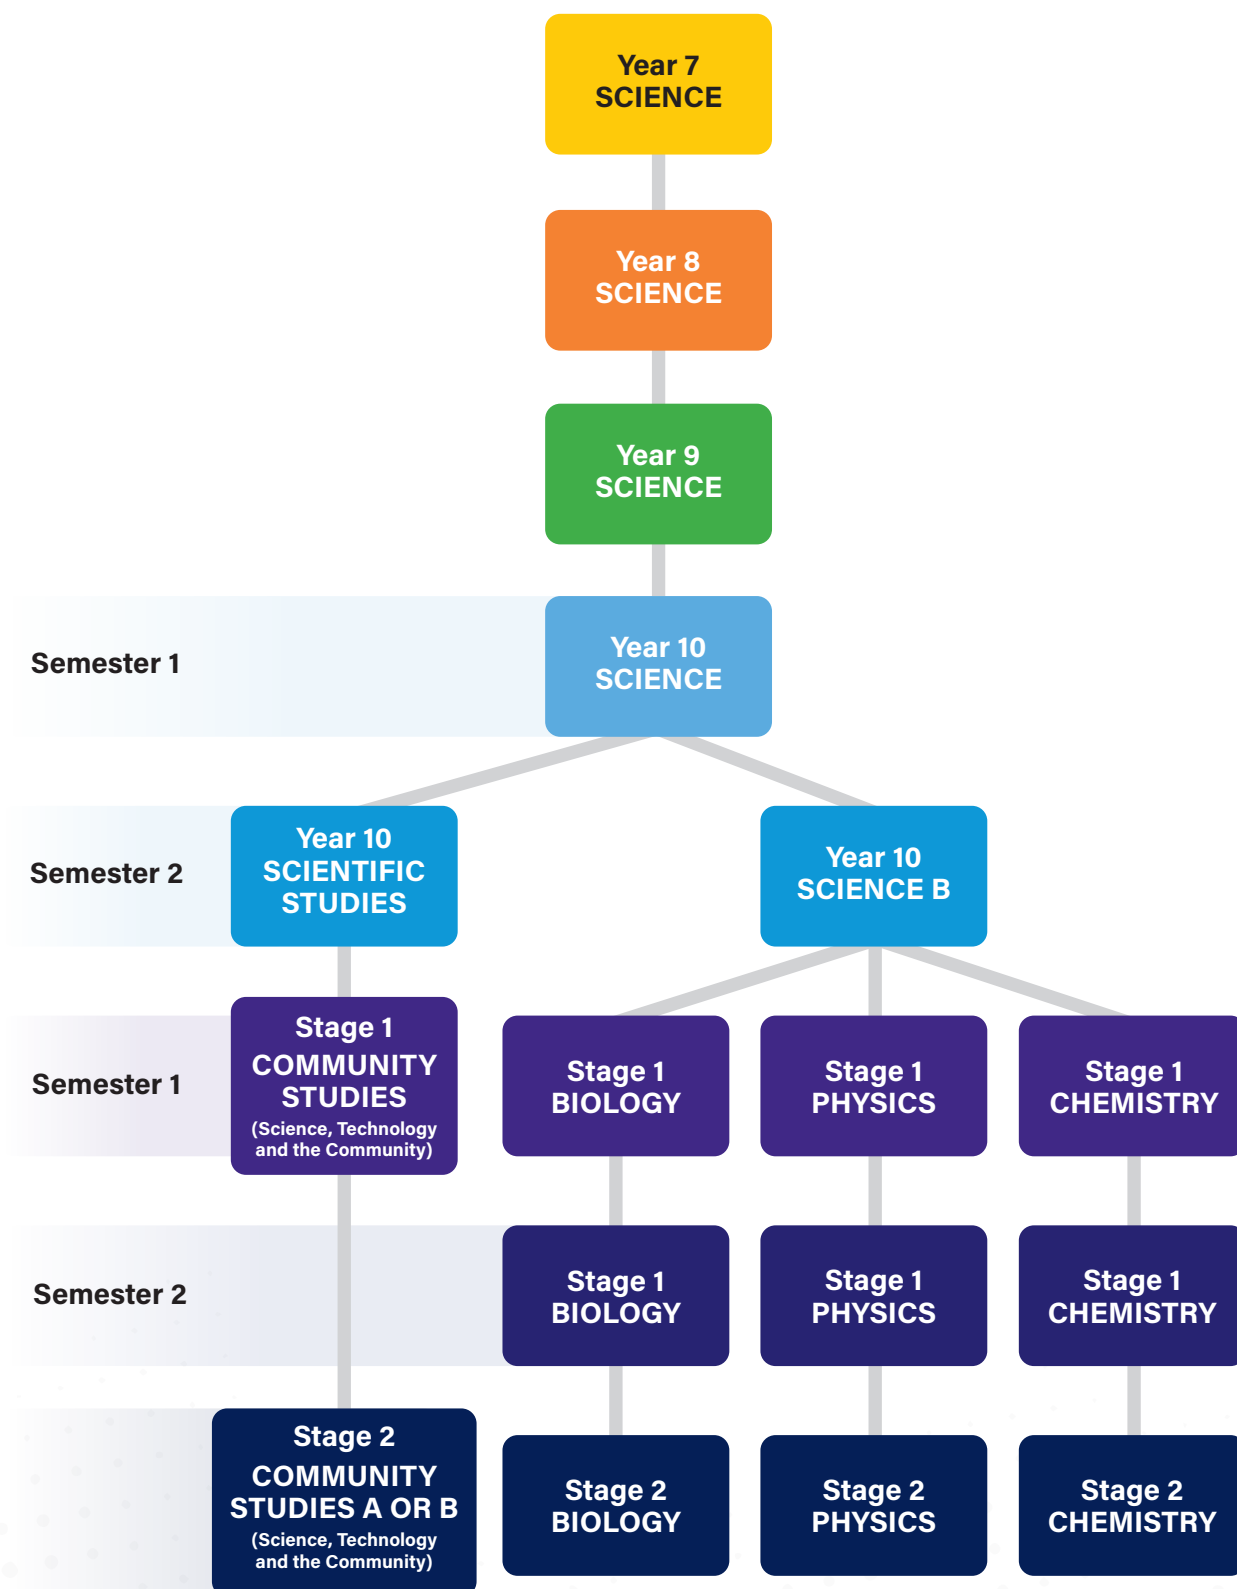 Year 7
SCIENCE
Year 8
SCIENCE
Year 9
SCIENCE
Semester 1
Year 10
SCIENCE
Semester 2
Year 10
SCIENTIFIC
STUDIES
Year 10
SCIENCE B
Semester 1
Stage 1
COMMUNITY
STUDIES
(Science, Technology
and the Community)
Stage 1
BIOLOGY
Stage 1
PHYSICS
Stage 1
CHEMISTRY
Semester 2
Stage 1
BIOLOGY
Stage 1
PHYSICS
Stage 1
CHEMISTRY
Stage 2
COMMUNITY
STUDIES A OR B
(Science, Technology
and the Community)
Stage 2
BIOLOGY
Stage 2
PHYSICS
Stage 2
CHEMISTRY